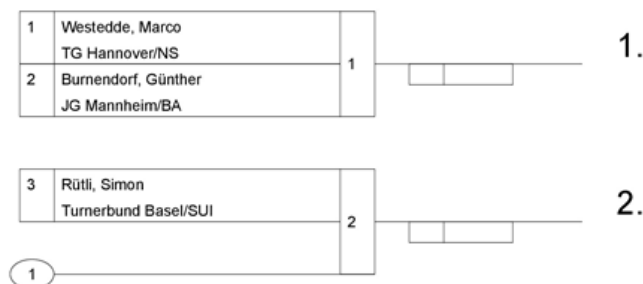 1 Westedde, Marco
TG Hannover/NS
2 Burnendorf, Günther
JG Mannheim/BA
1
1.
3 Rütli, Simon
Turnerbund Basel/SUI
2
2.
1